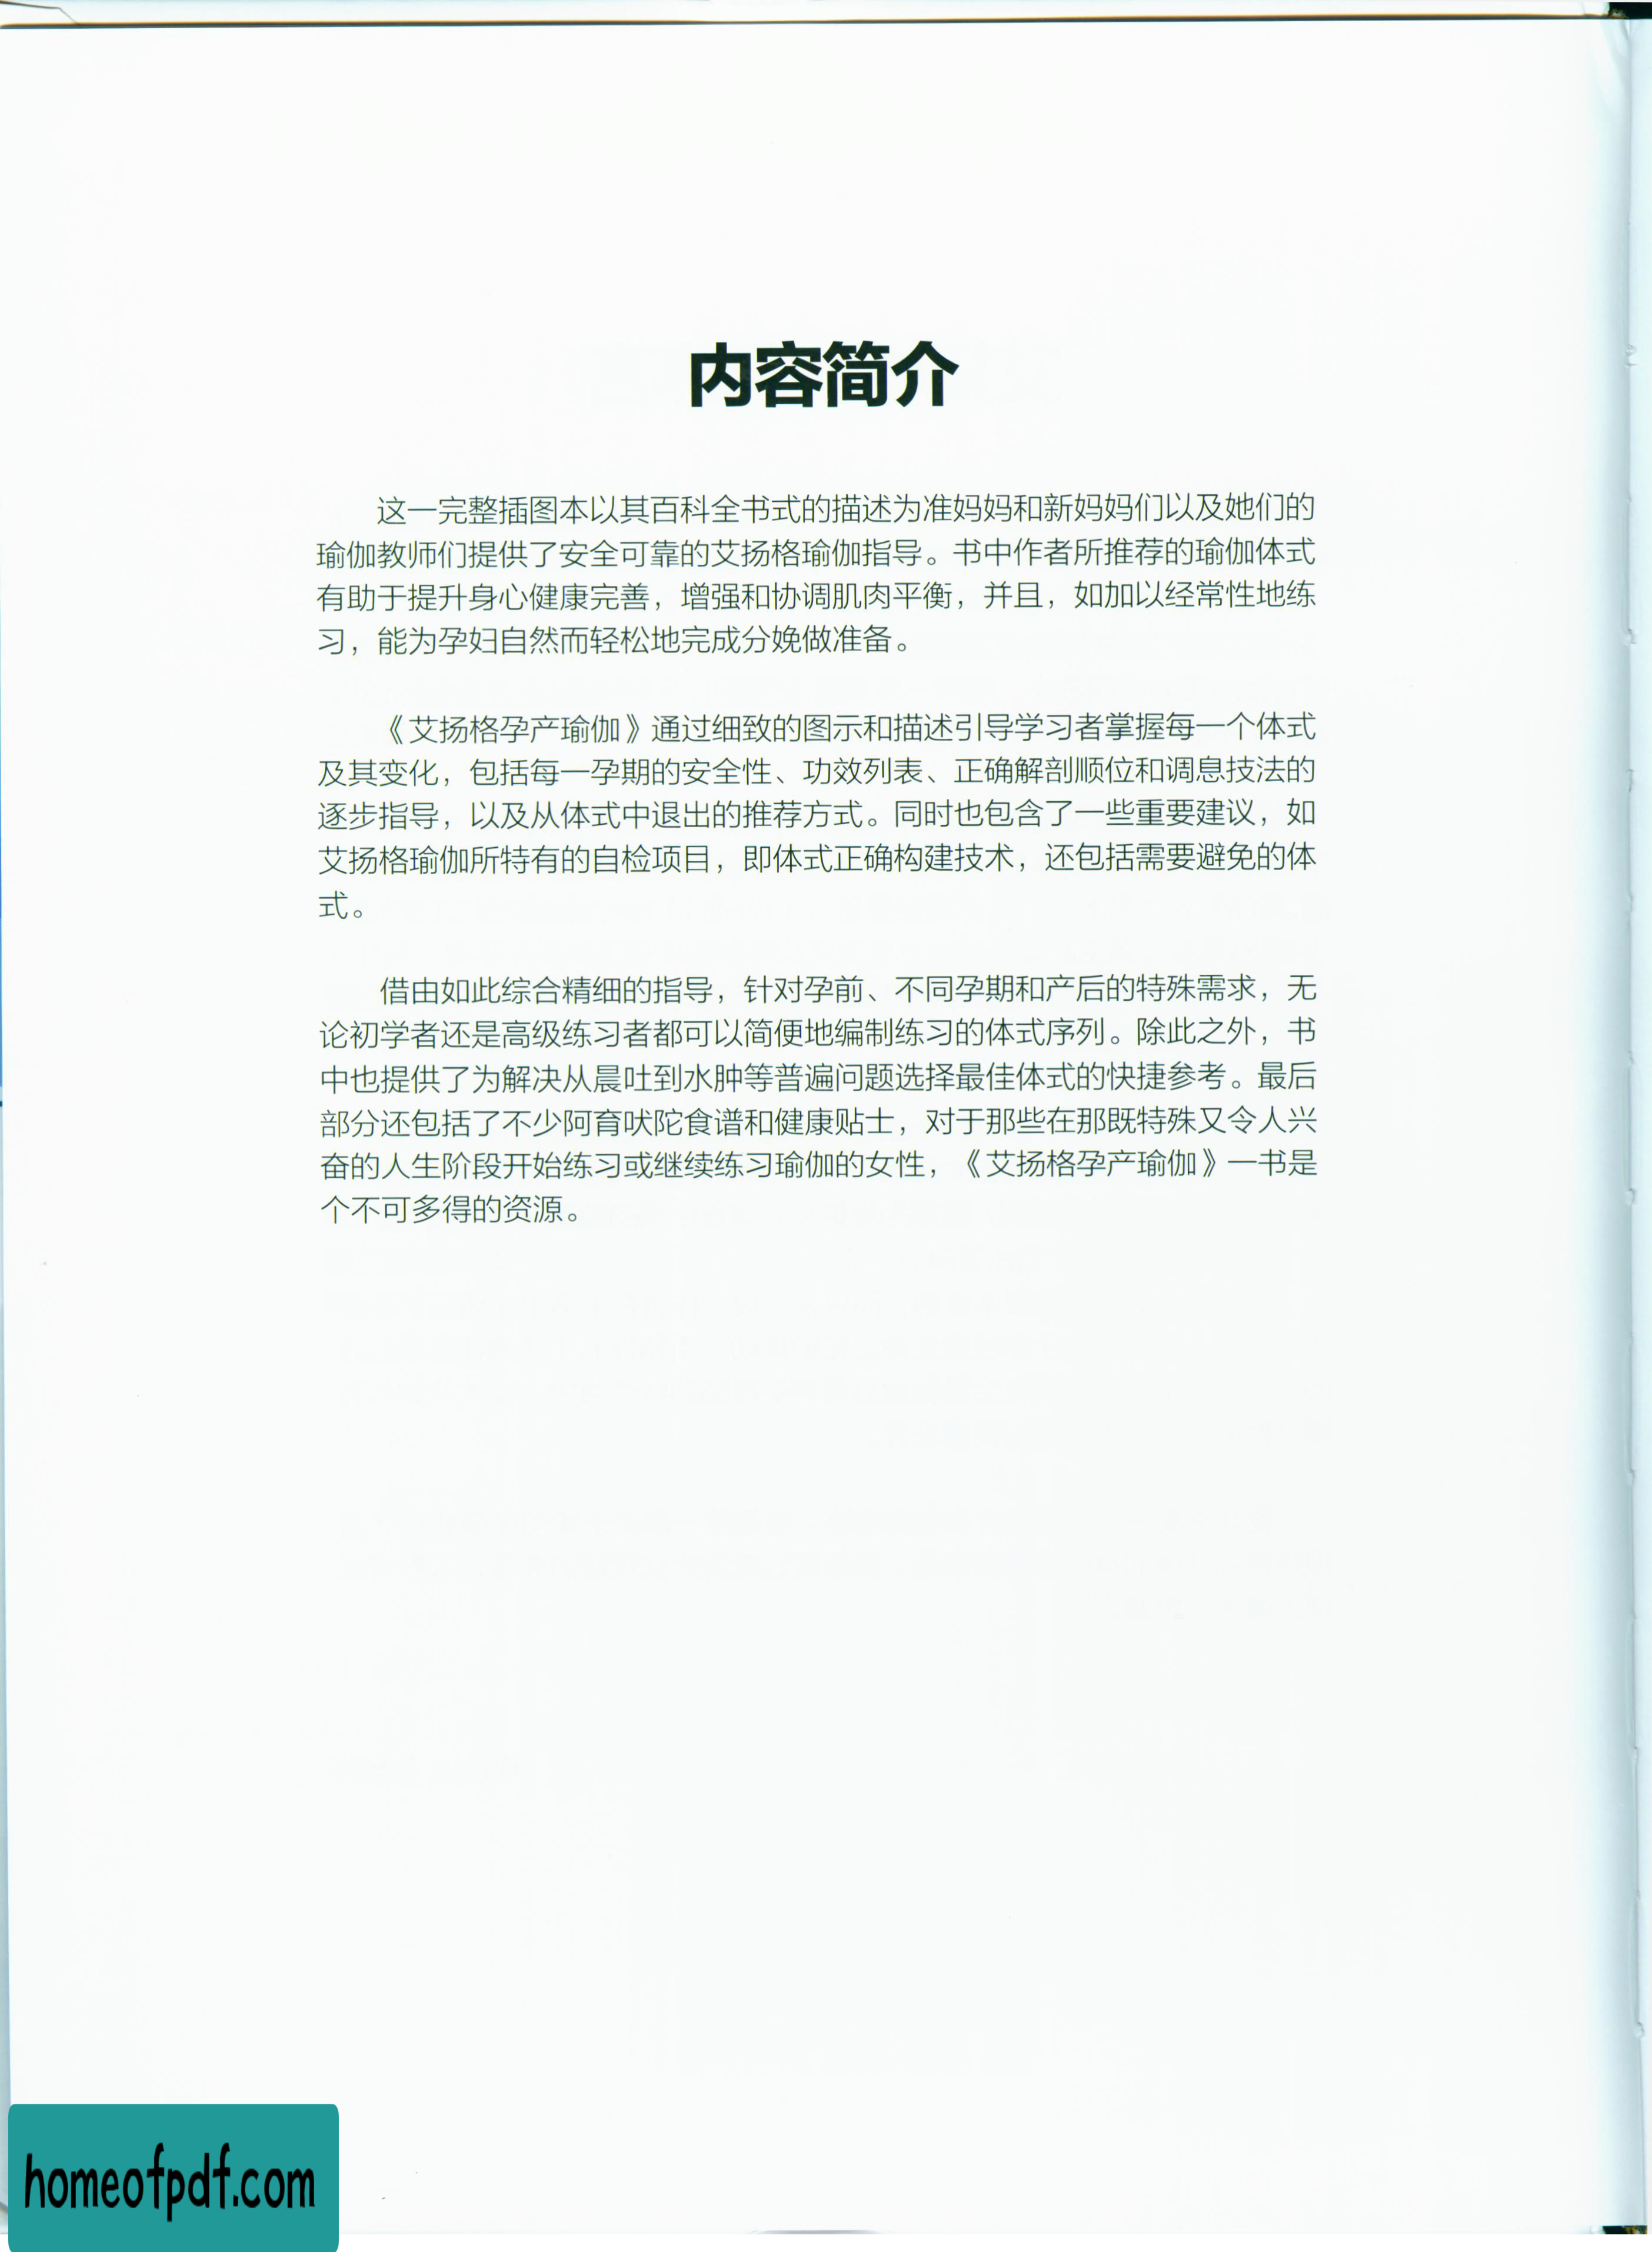 内容简介
这一完整插图本以其百科全书式的描述为准妈妈和新妈妈们以及她们的
瑜伽教师们提供了安全可靠的艾扬格瑜伽指导。书中作者所推荐的瑜伽体式
有助于提升身心健康完善，增强和协调肌肉平衡，并且，如加以经常性地练
习，能为孕妇自然而轻松地完成分娩做准备。
《艾扬格孕产瑜伽》通过细致的图示和描述引导学习者掌握每一个体式
及其变化，包括每一孕期的安全性、功效列表、正确解剖顺位和调息技法的
逐步指导，以及从体式中退出的推荐方式。同时也包含了一些重要建议，如
艾扬格瑜伽所特有的自检项目，即体式正确构建技术，还包括需要避免的体
式。
借由如此综合精细的指导，针对孕前、不同孕期和产后的特殊需求，无
论初学者还是高级练习者都可以简便地编制练习的体式序列。除此之外，书
中也提供了为解决从晨吐到水肿等普遍问题选择最佳体式的快捷参考。最后
部分还包括了不少阿育吠陀食谱和健康贴士，对于那些在那既特殊又令人兴
奋的人生阶段开始练习或继续练习瑜伽的女性，《艾扬格孕产瑜伽》一书是
个不可多得的资源。
homeofpdf.com